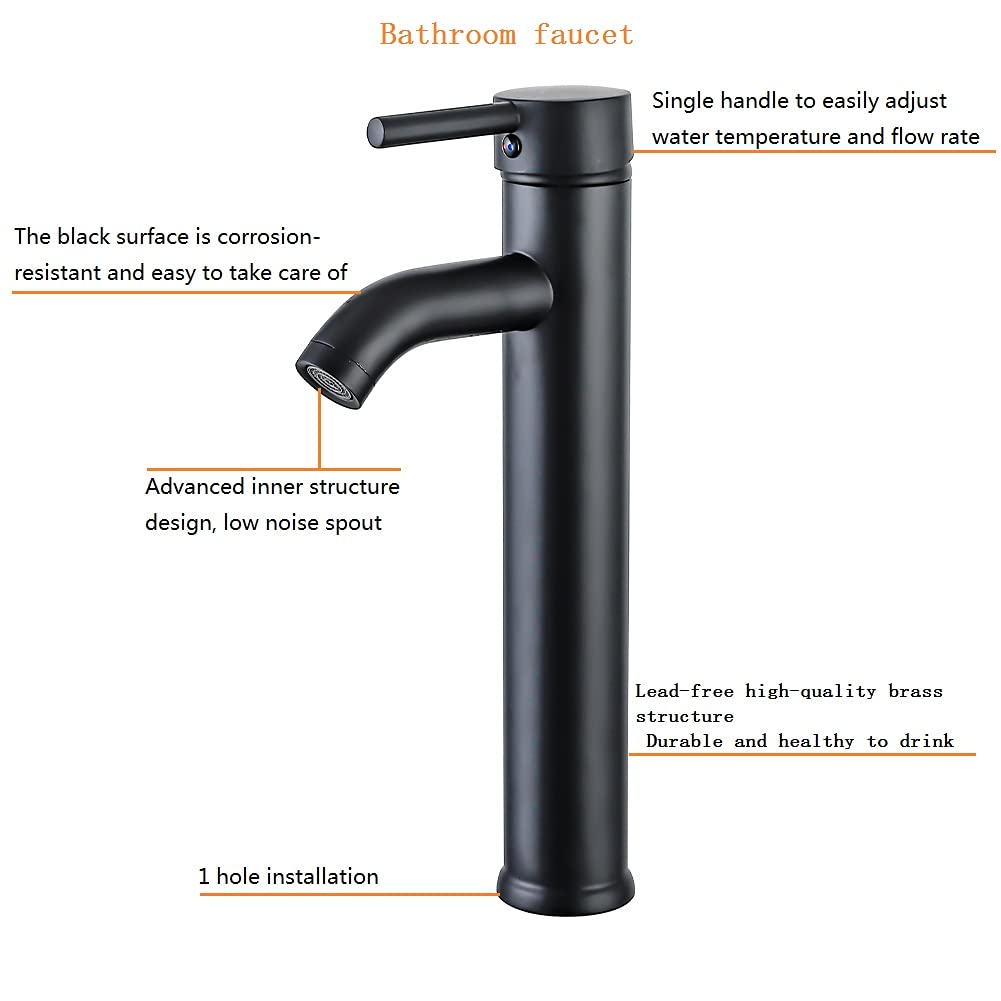 Bathroom faucet
Single handle to easily adjust
water temperature and flow rate
The black surface is corrosion-
resistant and easy to take care of
Advanced inner structure
design, low noise spout
Lead-free high-quality brass
structure
Durable and healthy to drink
1 hole installation